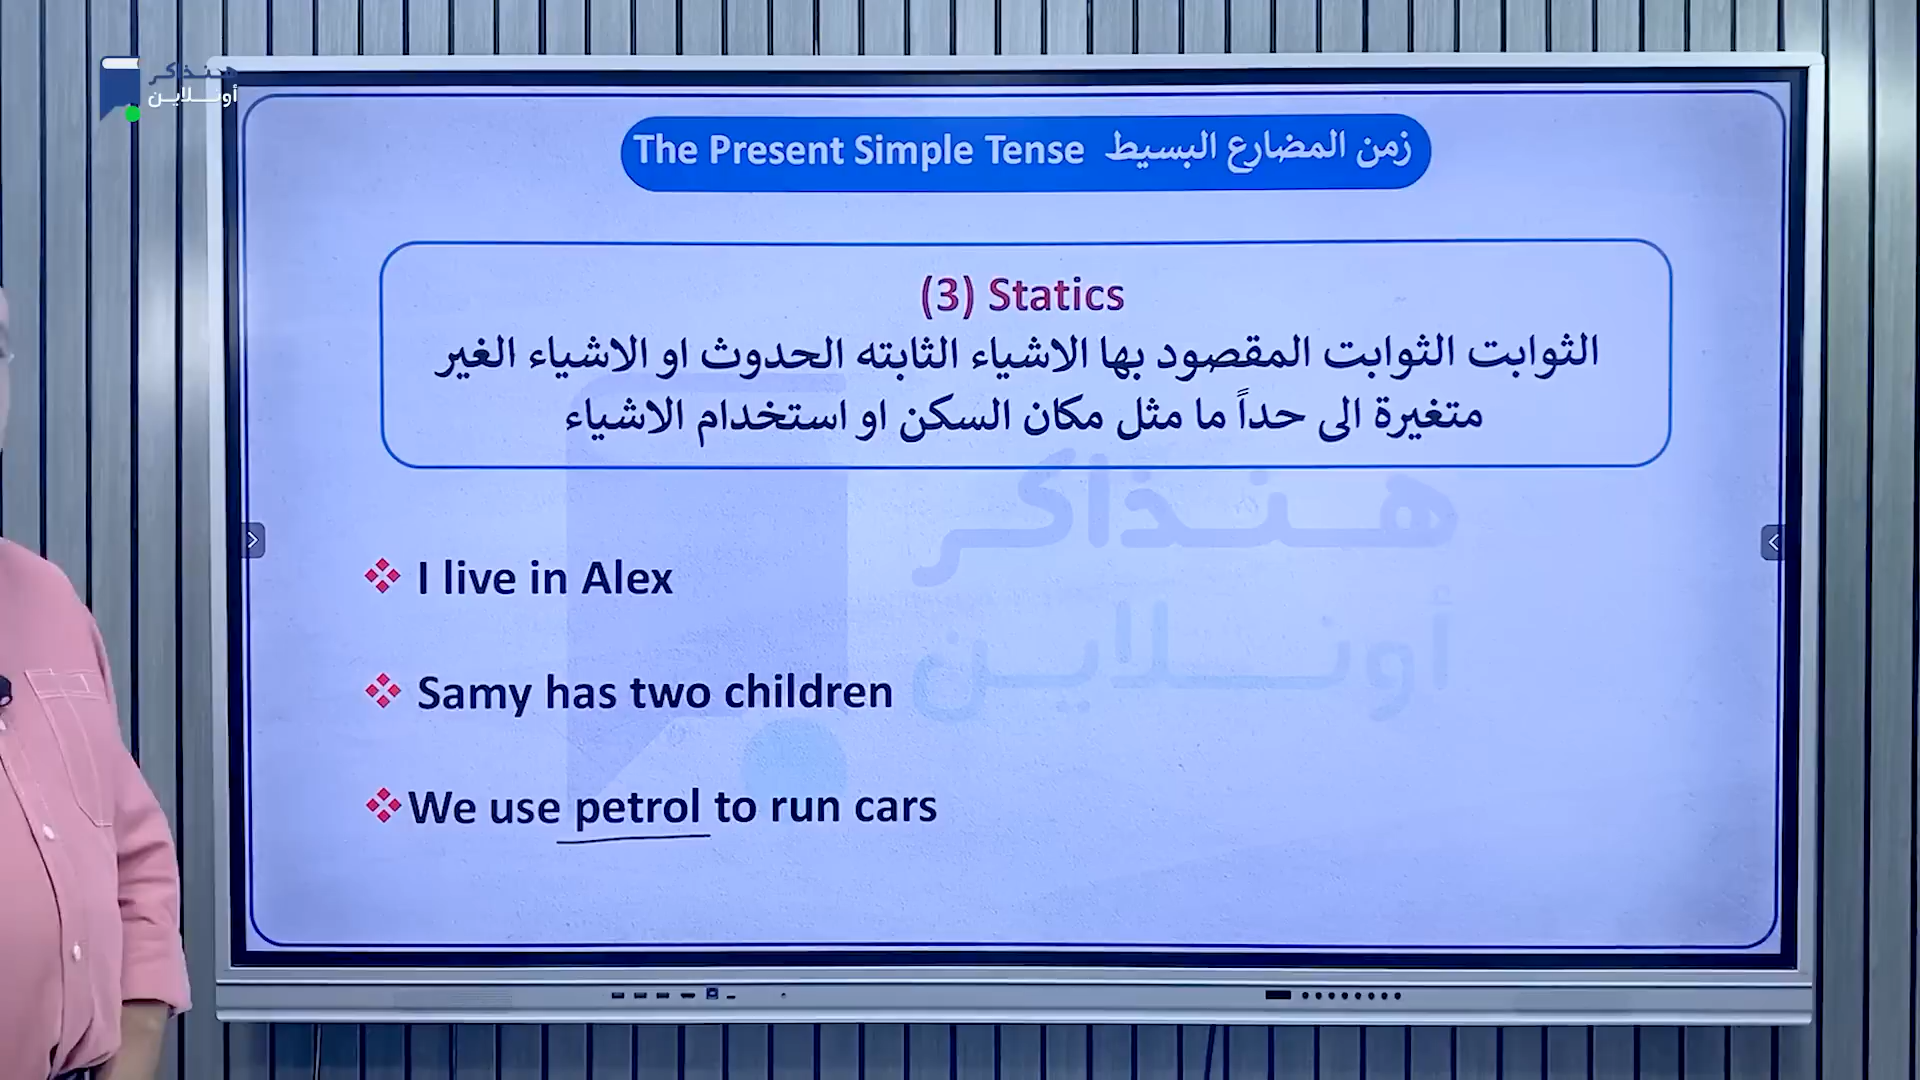 هنذاكر
أونلاين
The Present Simple Tense زمن المضارع البسيط
(3) Statics
الثوابت الثوابت المقصود بها الاشياء الثابته الحدوث او الاشياء الغير
متغيرة الى حداً ما مثل مكان السكن او استخدام الاشياء
هنذاكر
أونلاين
❖ I live in Alex
❖ Samy has two children
❖ We use petrol to run cars